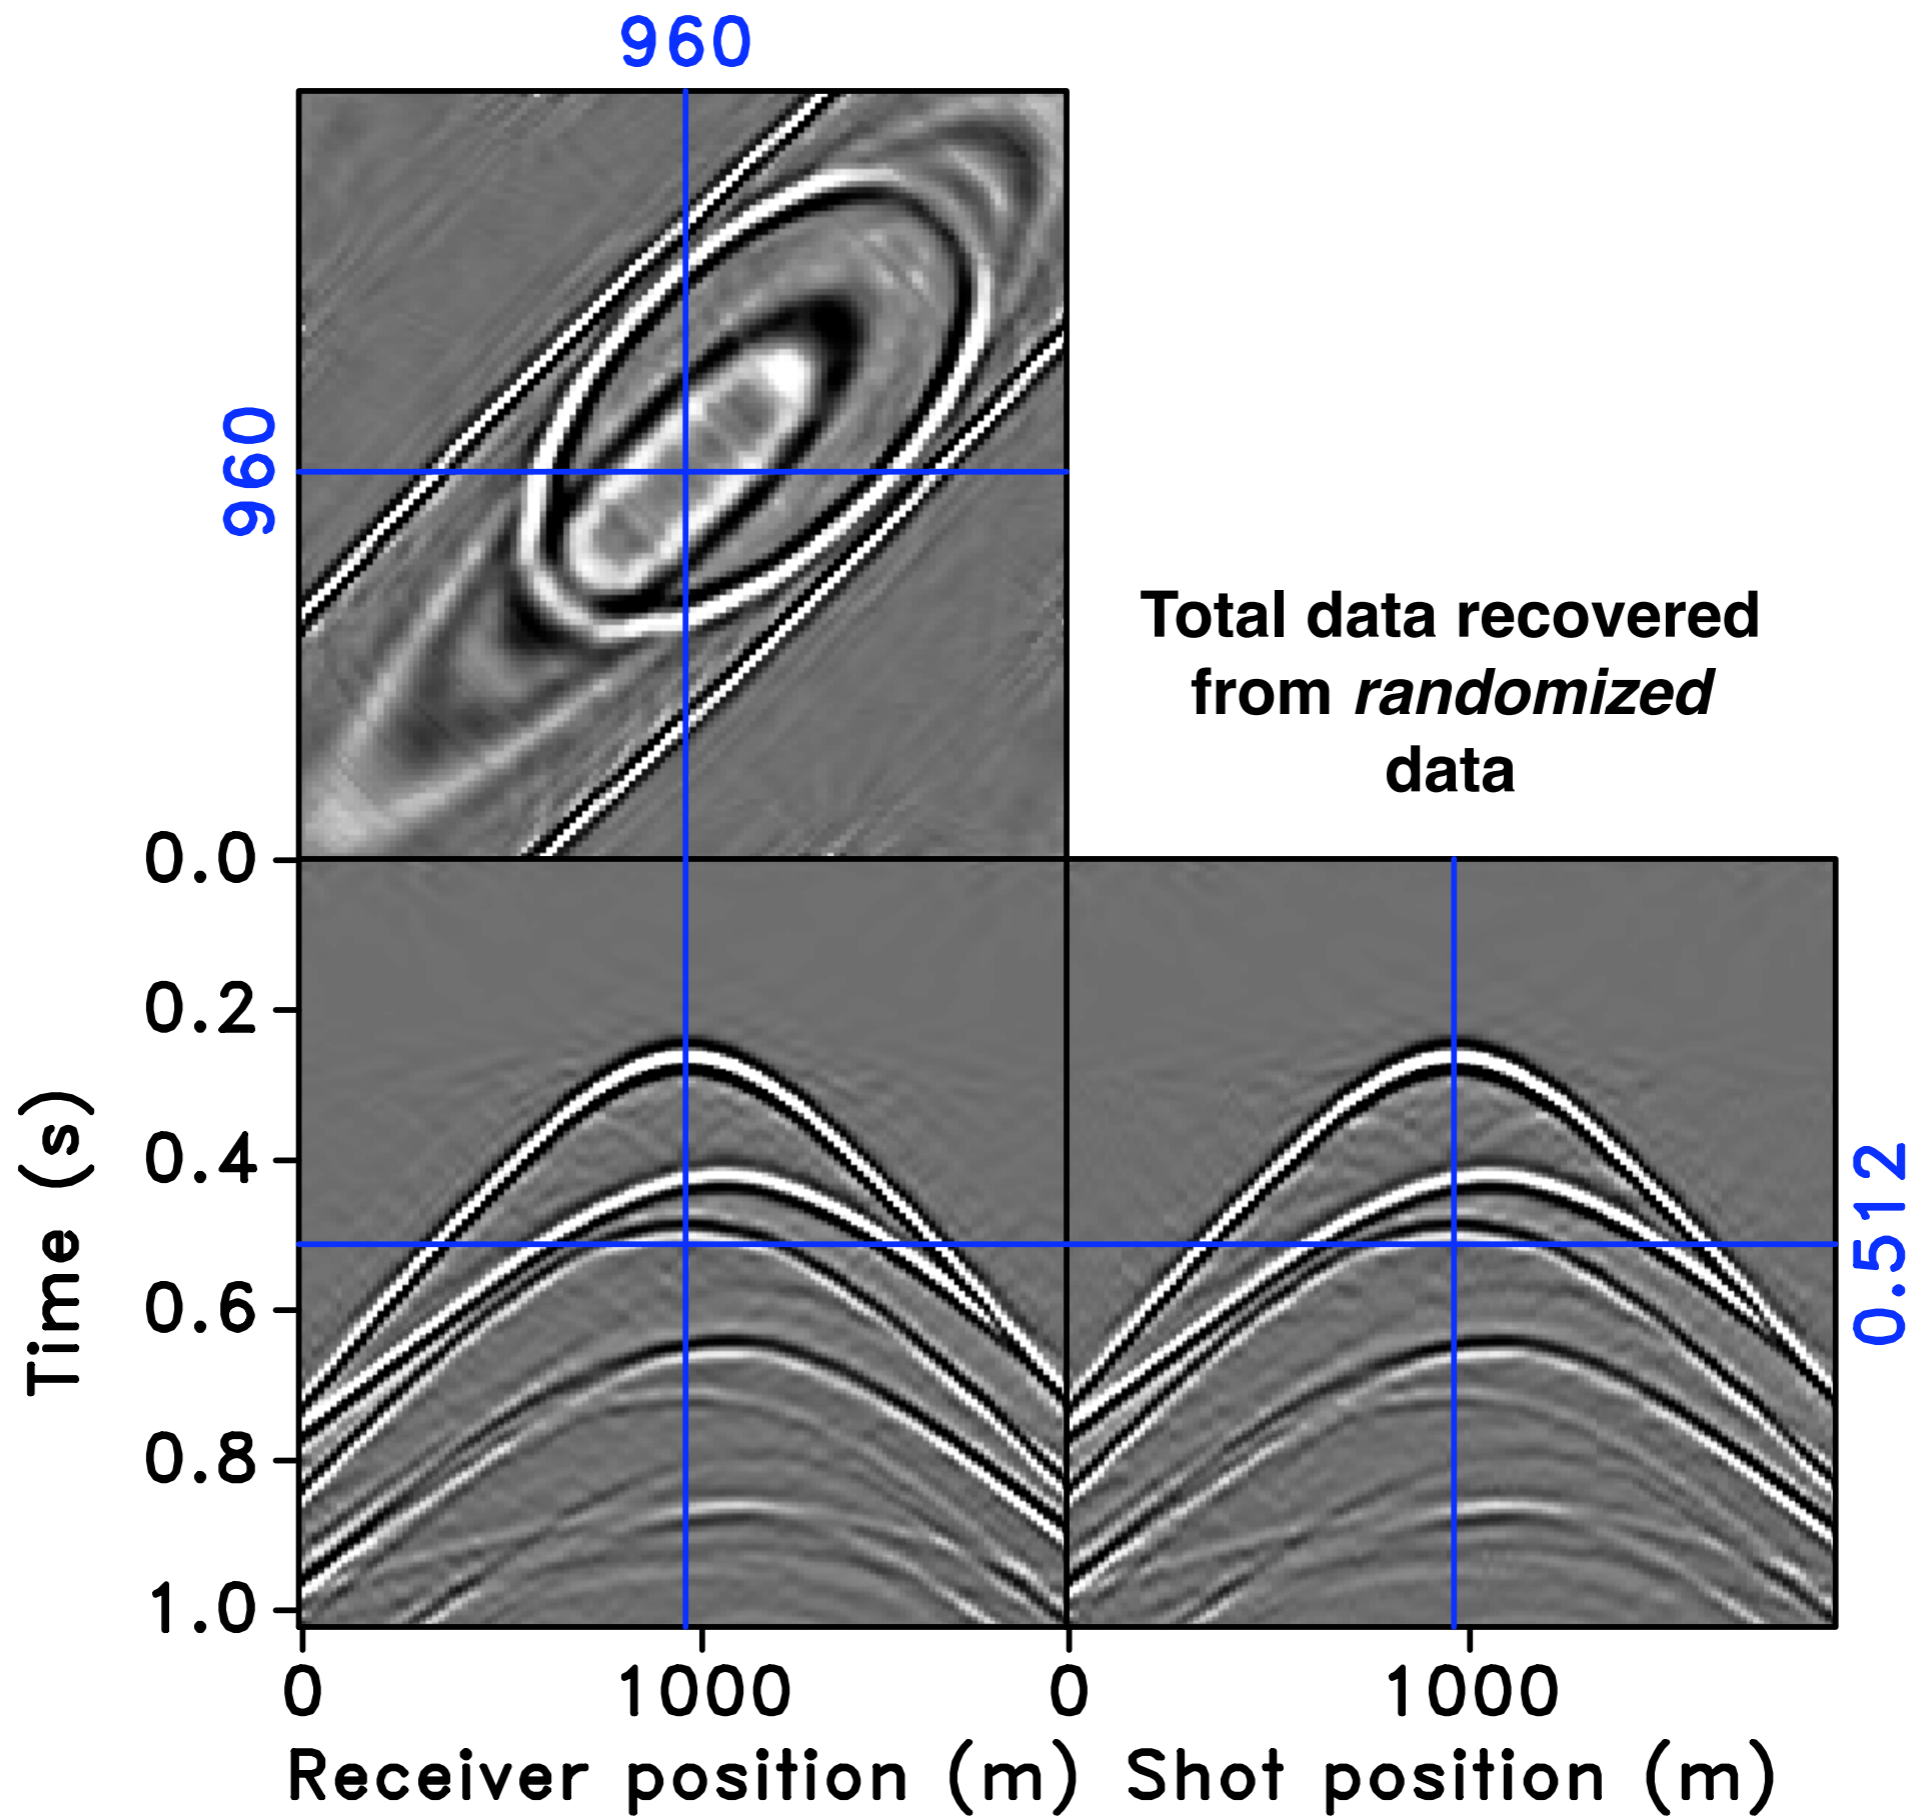 960
960
Total data recovered
from randomized
data
0.0
0.2
0.4
0.6
0.8
1.0
Time (s)
0.512
0 1000 0 1000
Receiver position (m) Shot position (m)